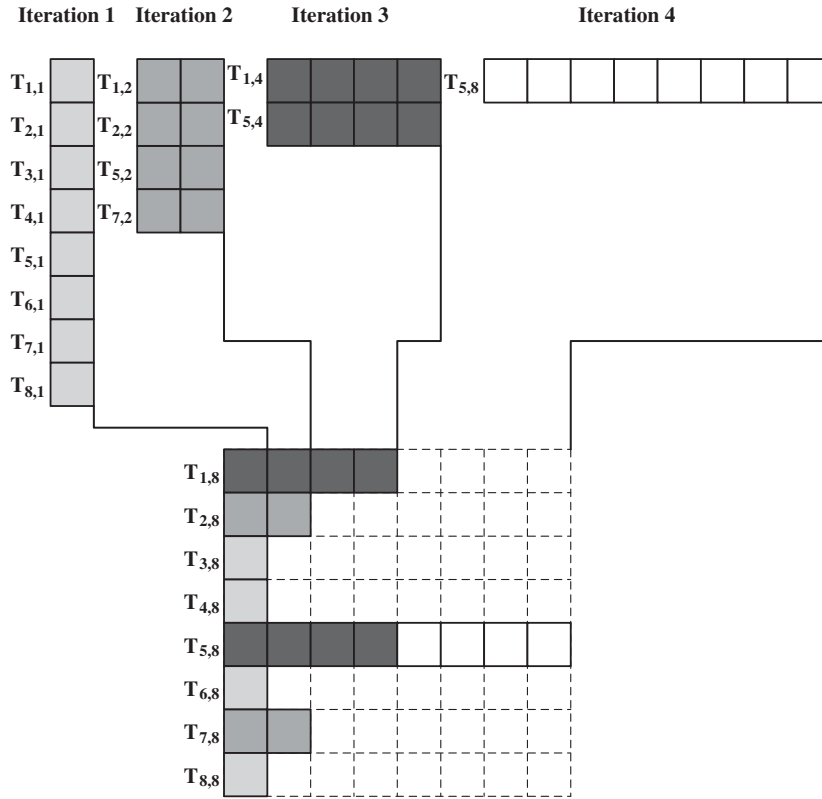 Iteration 1 Iteration 2 Iteration 3 Iteration 4
T1,1 T1,2 T1,4 T5,8
T2,1 T2,2 T5,4
T3,1 T5,2
T4,1 T7,2
T5,1
T6,1
T7,1
T8,1
T1,8
T2,8
T3,8
T4,8
T5,8
T6,8
T7,8
T8,8